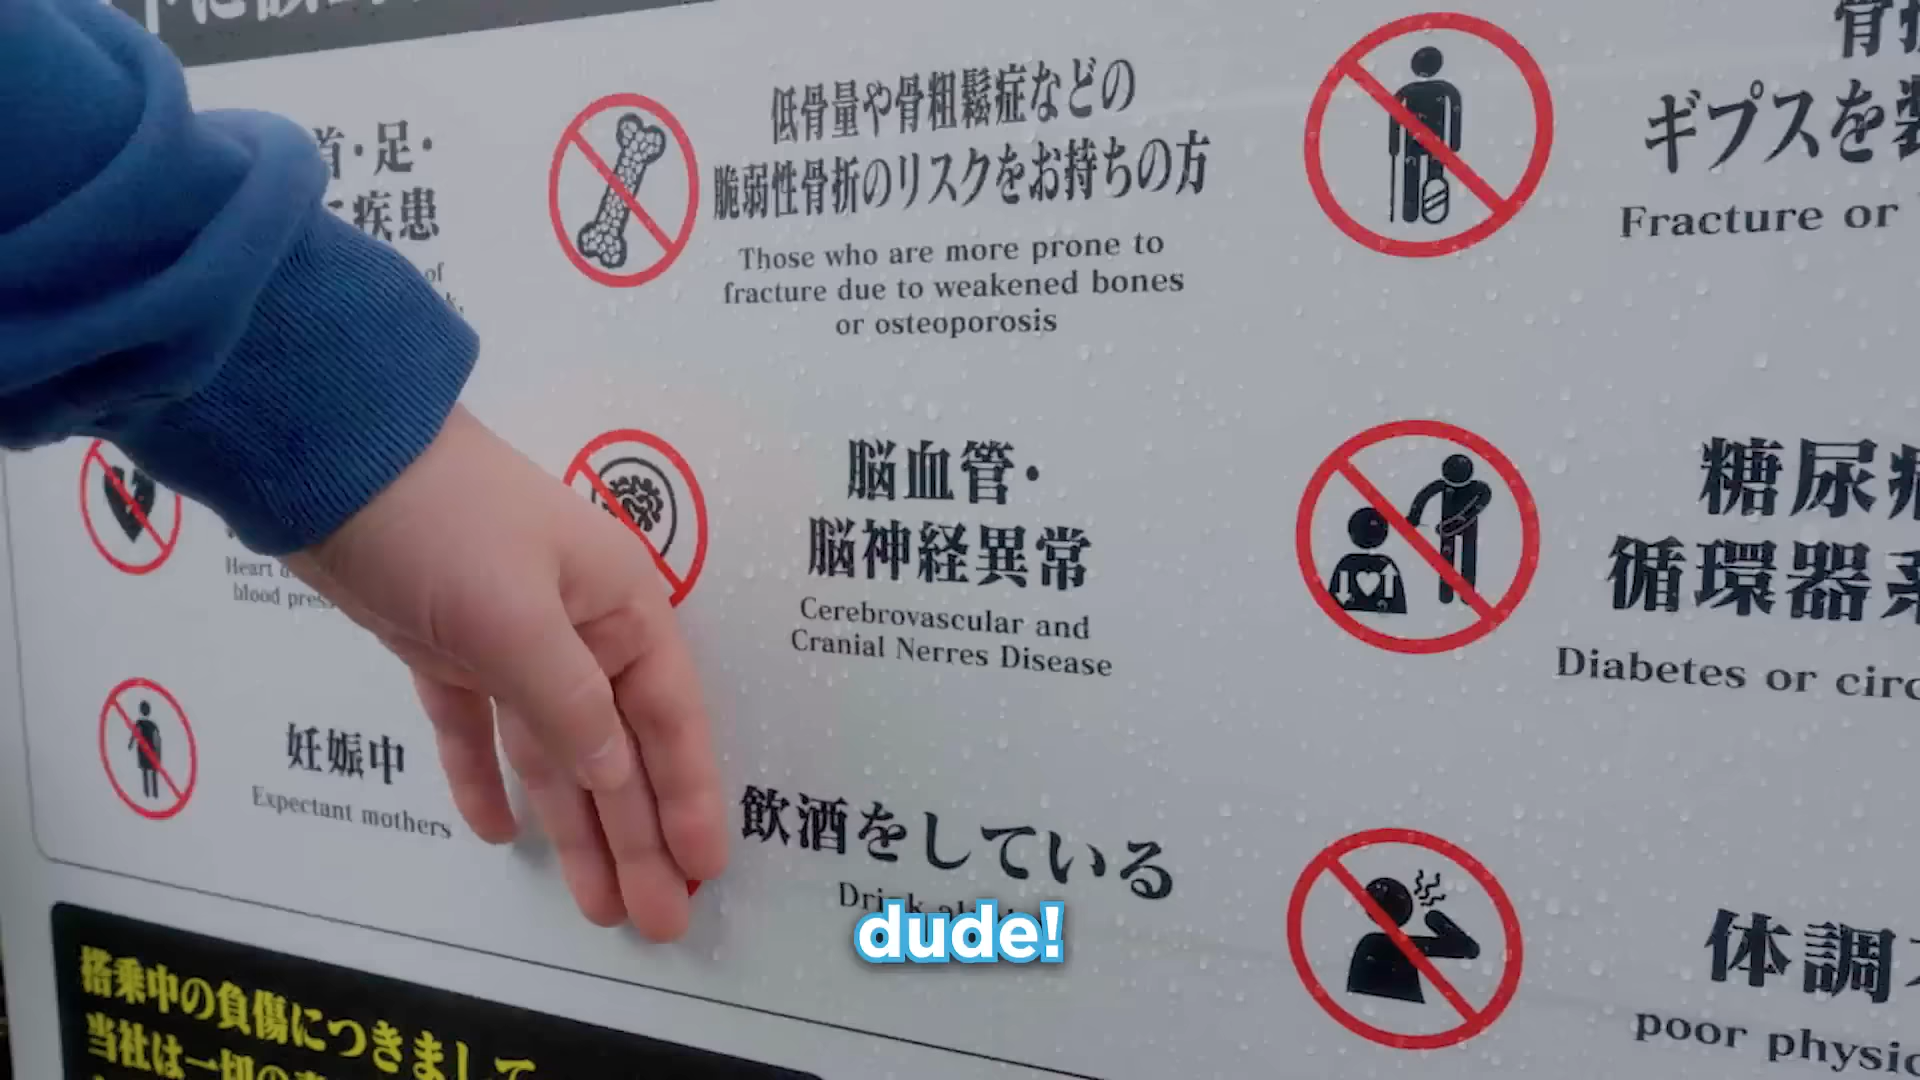 首・足・
疾患
of
低骨量や骨粗鬆症などの
脆弱性骨折のリスクをお持ちの方
Those who are more prone to
fracture due to weakened bones
or osteoporosis
ギプスを
Fracture or
Heart
blood
脳血管・
脳神経異常
Cerebrovascular and
Cranial Nerres Disease
糖尿
循環器
Diabetes or
妊娠中
Expectant mothers
飲酒をしている
dude!
体調
poor
搭乗中の負傷につきまして
当社は一切の